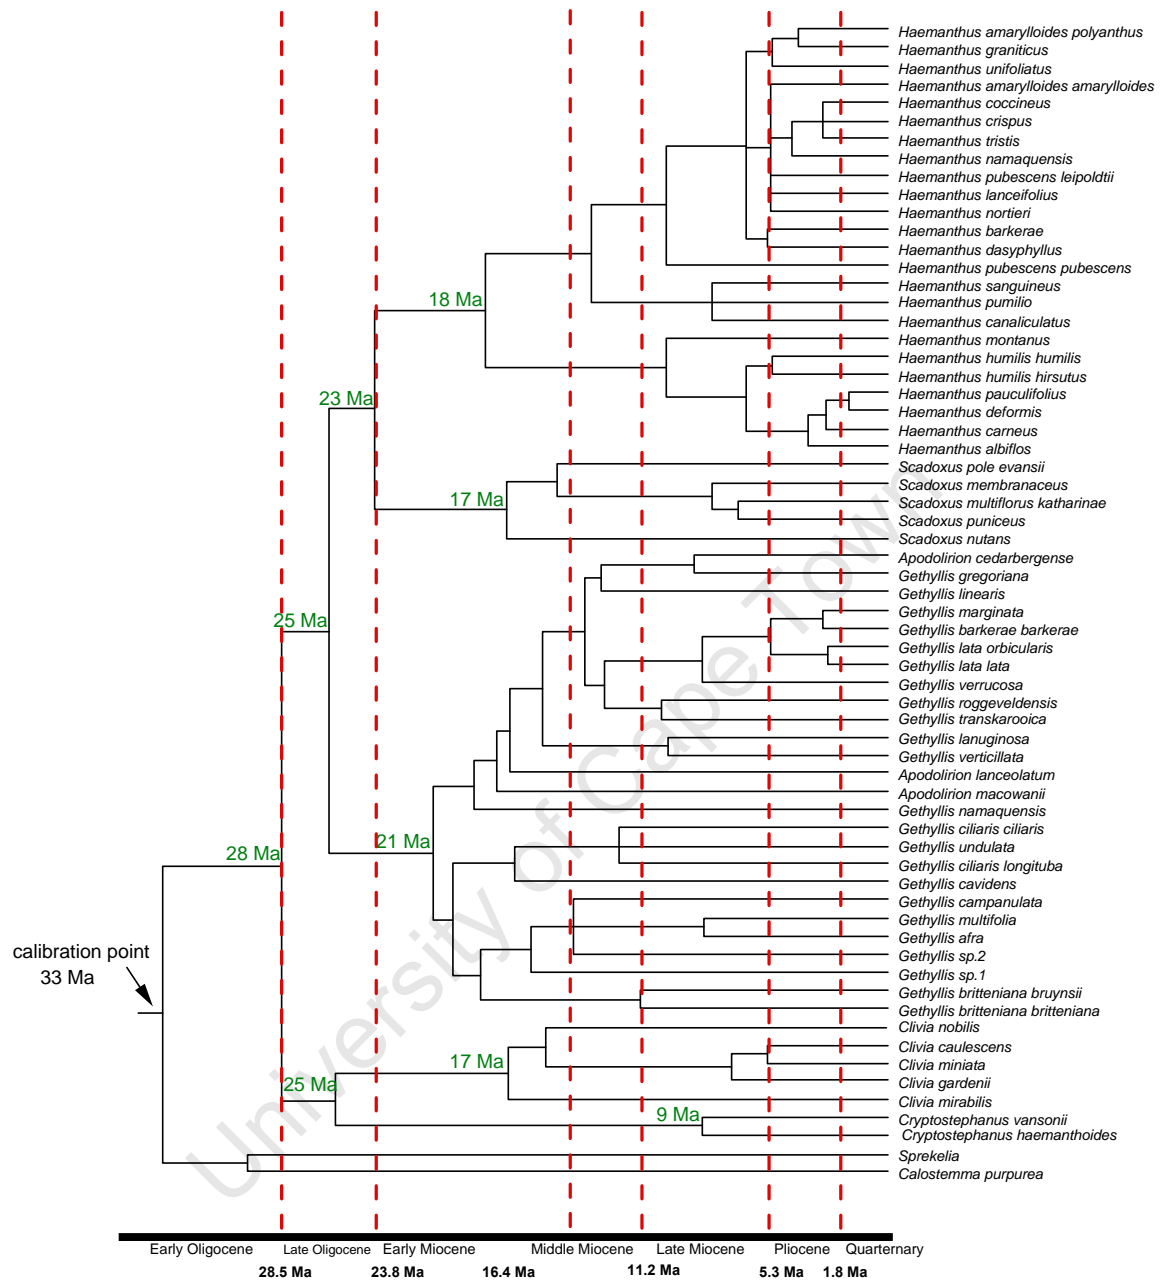 Haemanthus amarylloides polyanthus
Haemanthus graniticus
Haemanthus unifoliatus
Haemanthus amarylloides amarylloides
Haemanthus coccineus
Haemanthus crispus
Haemanthus tristis
Haemanthus namaquensis
Haemanthus pubescens leipoldtii
Haemanthus lanceifolius
Haemanthus nortieri
Haemanthus barkerae
Haemanthus dasyphyllus
Haemanthus pubescens pubescens
Haemanthus sanguineus
18 Ma
Haemanthus pumilio
Haemanthus canaliculatus
Haemanthus montanus
Haemanthus humilis humilis
Haemanthus humilis hirsutus
Haemanthus pauculifolius
23 Ma
Haemanthus deformis
Haemanthus carneus
Haemanthus albiflos
Scadoxus pole evansii
Scadoxus membranaceus
17 Ma
Scadoxus multiflorus katharinae
Scadoxus puniceus
Scadoxus nutans
Apodolirion cedarbergense
Gethyllis gregoriana
Gethyllis linearis
Gethyllis marginata
25 Ma
Gethyllis barkerae barkerae
Gethyllis lata orbicularis
Gethyllis lata lata
Gethyllis verrucosa
Gethyllis roggeveldensis
Gethyllis transkarooica
Gethyllis lanuginosa
Gethyllis verticillata
Apodolirion lanceolatum
Apodolirion macowanii
Gethyllis namaquensis
Gethyllis ciliaris ciliaris
21 Ma
Gethyllis undulata
28 Ma
Gethyllis ciliaris longituba
Gethyllis cavidens
Gethyllis campanulata
Gethyllis multifolia
Gethyllis afra
calibration point
33 Ma
Gethyllis sp.2
Gethyllis sp.1
Gethyllis britteniana bruynsii
Gethyllis britteniana britteniana
Clivia nobilis
Clivia caulescens
17 Ma
Clivia miniata
25 Ma
Clivia gardenii
Clivia mirabilis
9 Ma
Cryptostephanus vansonii
Cryptostephanus haemanthoides
Sprekelia
Calostemma purpurea
University of Cape Town
Early Oligocene Late Oligocene Early Miocene Middle Miocene Late Miocene Pliocene Quarternary
28.5 Ma 23.8 Ma 16.4 Ma 11.2 Ma 5.3 Ma 1.8 Ma